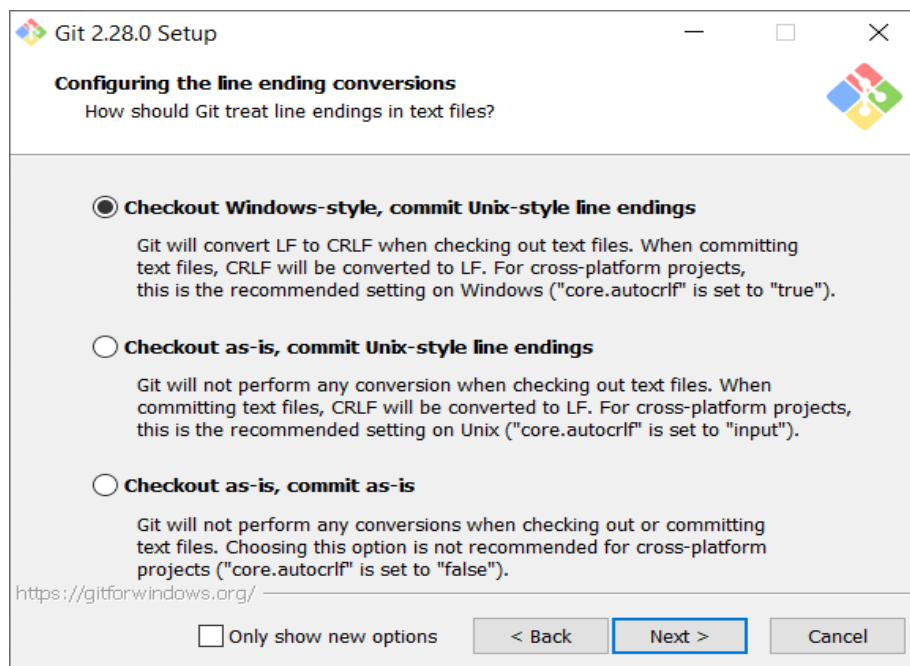 Git 2.28.0 Setup
Configuring the line ending conversions
How should Git treat line endings in text files?
Checkout Windows-style, commit Unix-style line endings
Git will convert LF to CRLF when checking out text files. When committing
text files, CRLF will be converted to LF. For cross-platform projects,
this is the recommended setting on Windows ("core.autocrlf" is set to "true").
Checkout as-is, commit Unix-style line endings
Git will not perform any conversion when checking out text files. When
committing text files, CRLF will be converted to LF. For cross-platform projects,
this is the recommended setting on Unix ("core.autocrlf" is set to "input").
Checkout as-is, commit as-is
Git will not perform any conversions when checking out or committing
text files. Choosing this option is not recommended for cross-platform
projects ("core.autocrlf" is set to "false").
https://gitforwindows.org/
Only show new options
< Back
Next >
Cancel